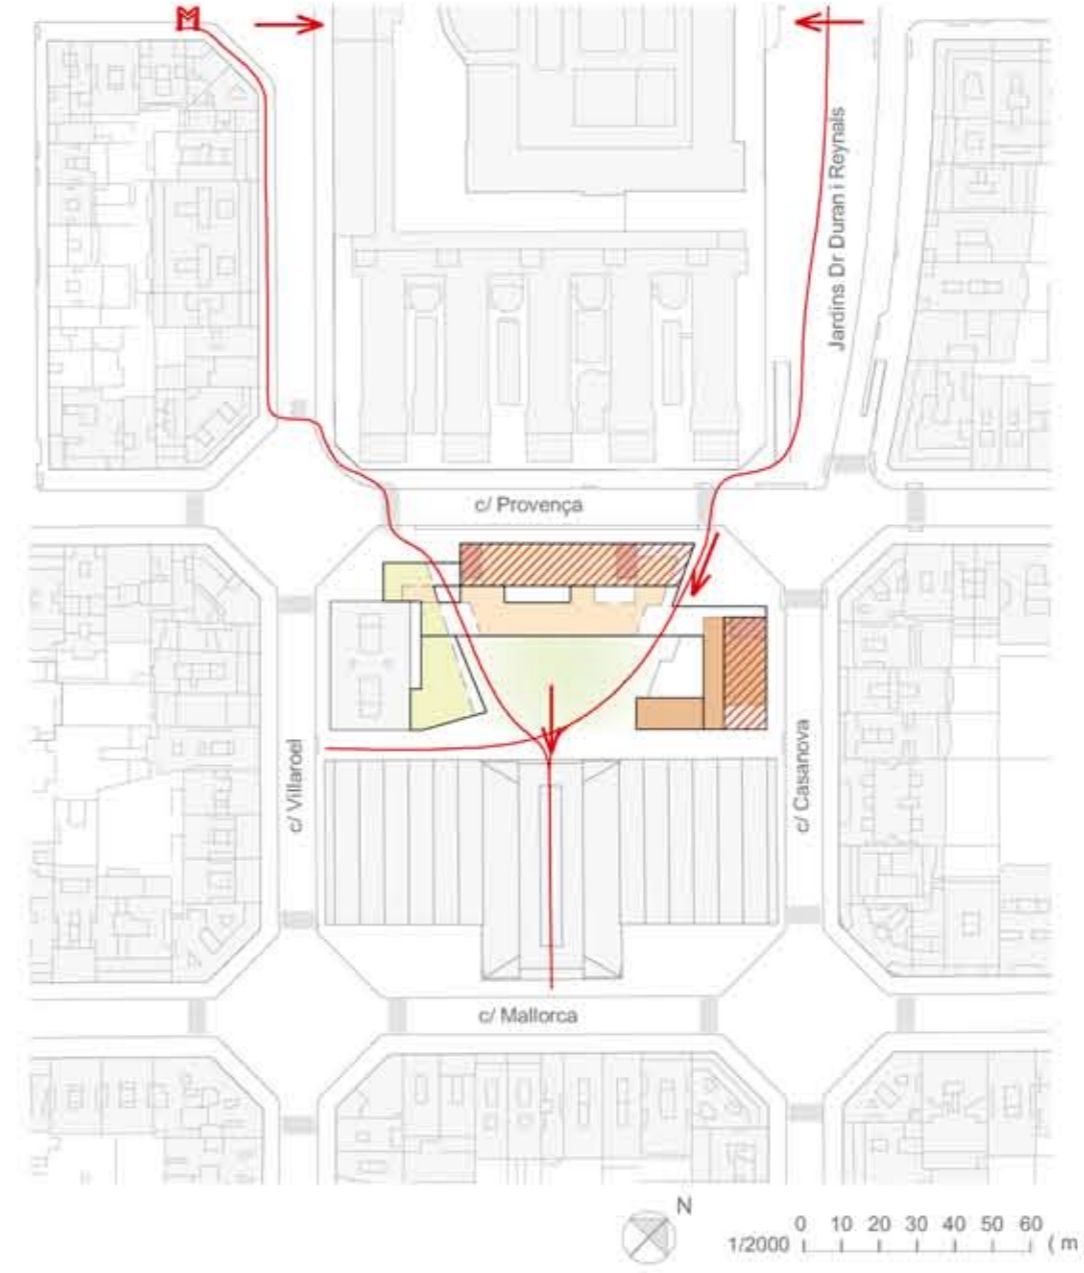 M
Jardins Dr Duran i Reynals
c/ Provença
c/ Villaroel
c/ Casanova
c/ Mallorca
N
0 10 20 30 40 50 60
1/2000 ( m